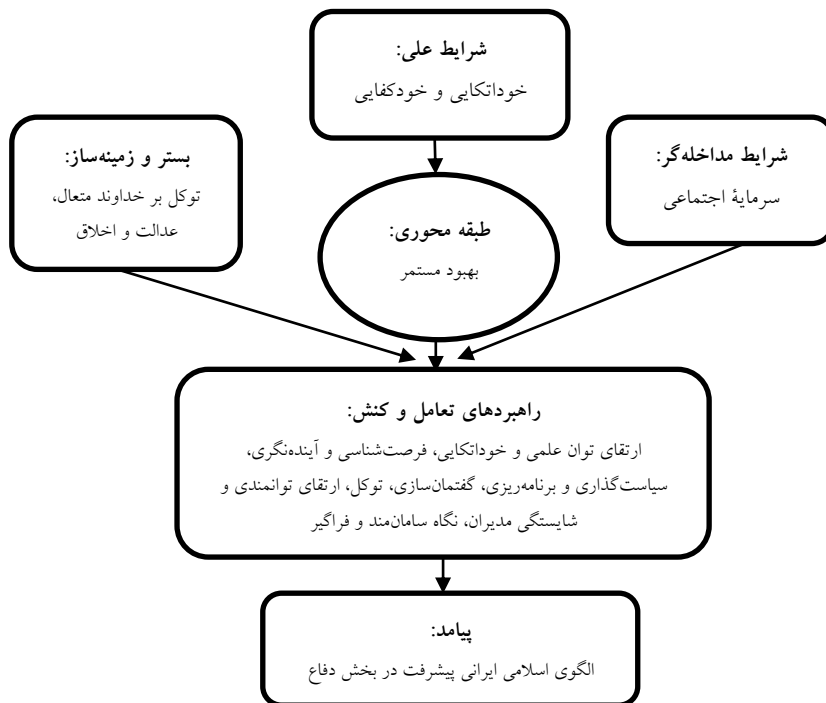 شرایط علی:
خوداتکایی و خودکفایی
شرایط مداخله‌گر:
سرمایهٔ اجتماعی
طبقه محوری:
بهبود مستمر
بستر و زمینه‌ساز:
توکل بر خداوند متعال،
عدالت و اخلاق
راهبردهای تعامل و کنش:
ارتقای توان علمی و خوداتکایی، فرصت‌شناسی و آینده‌نگری،
سیاست‌گذاری و برنامه‌ریزی، گفتمان‌سازی، توکل، ارتقای توانمندی و
شایستگی مدیران، نگاه سامان‌مند و فراگیر
پیامد:
الگوی اسلامی ایرانی پیشرفت در بخش دفاع